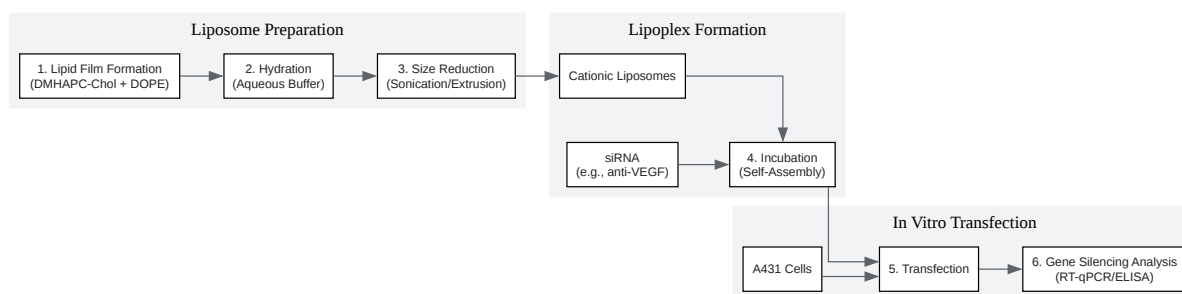 Liposome Preparation
1. Lipid Film Formation
(DMHAPC-Chol + DOPE)
2. Hydration
(Aqueous Buffer)
3. Size Reduction
(Sonication/Extrusion)
Lipoplex Formation
Cationic Liposomes
siRNA
(e.g., anti-VEGF)
4. Incubation
(Self-Assembly)
In Vitro Transfection
A431 Cells
5. Transfection
6. Gene Silencing Analysis
(RT-qPCR/ELISA)